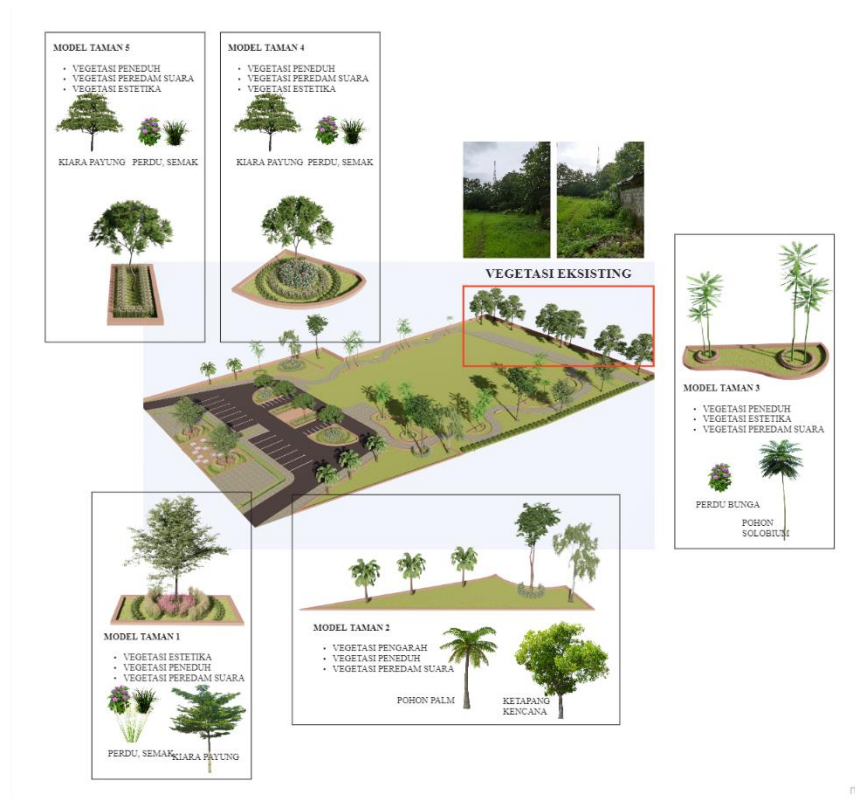 MODEL TAMAN 5
• VEGETASI PENEDUH
• VEGETASI PEREDAM SUARA
• VEGETASI ESTETIKA
KIARA PAYUNG
PERDU, SEMAK
MODEL TAMAN 4
• VEGETASI PENEDUH
• VEGETASI PEREDAM SUARA
• VEGETASI ESTETIKA
KIARA PAYUNG
PERDU, SEMAK
VEGETASI EKSISTING
MODEL TAMAN 3
• VEGETASI PENEDUH
• VEGETASI ESTETIKA
• VEGETASI PEREDAM SUARA
PERDU BUNGA
POHON
SOLOBIUM
MODEL TAMAN 1
• VEGETASI ESTETIKA
• VEGETASI PENEDUH
• VEGETASI PEREDAM SUARA
PERDU, SEMAK
KIARA PAYUNG
MODEL TAMAN 2
• VEGETASI PENGARAH
• VEGETASI PENEDUH
• VEGETASI PEREDAM SUARA
POHON PALM
KETAPANG
KENCANA